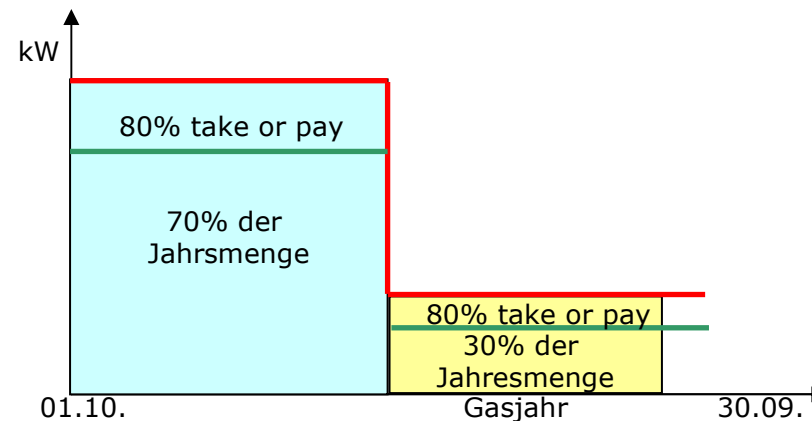 kW
80% take or pay
70% der
Jahrsmenge
80% take or pay
30% der
Jahresmenge
01.10.
Gasjahr
30.09.